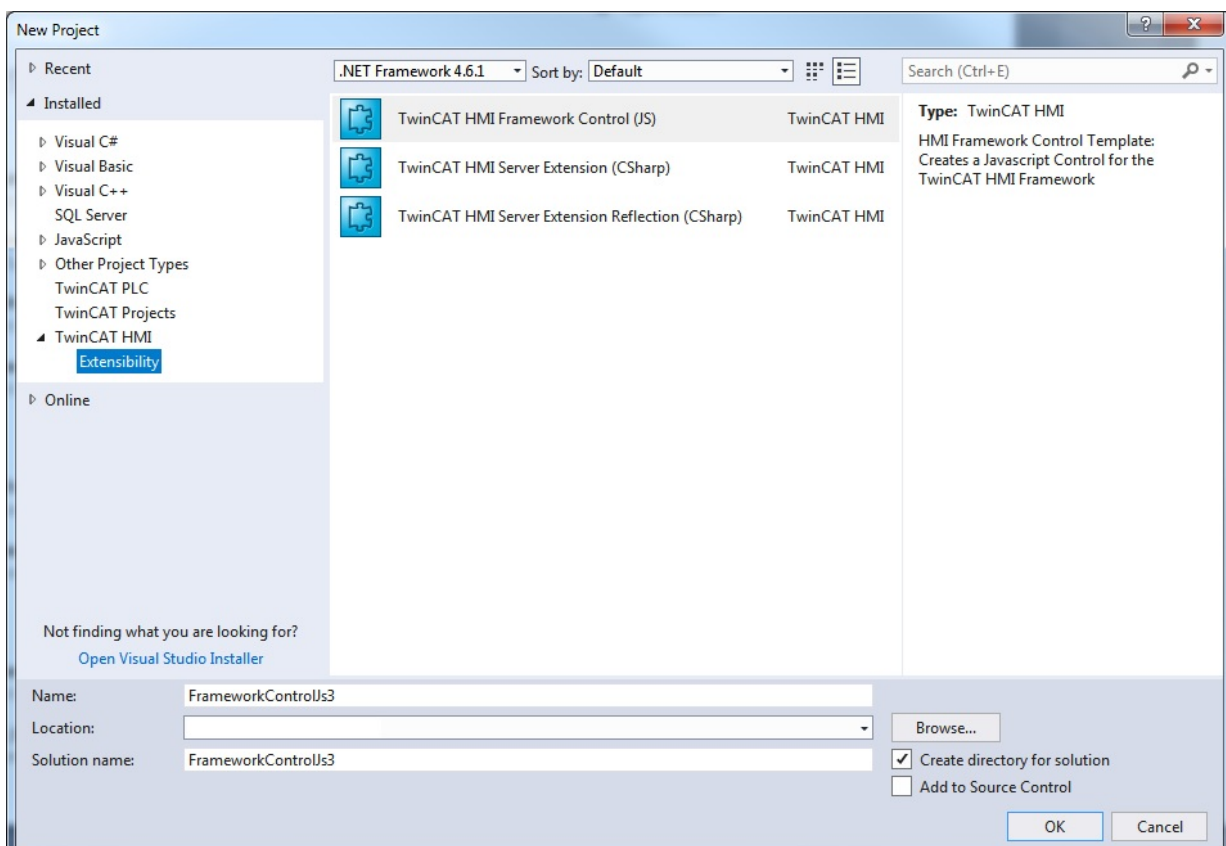 New Project
Recent
Installed
Visual C#
Visual Basic
Visual C++
SQL Server
JavaScript
Other Project Types
TwinCAT PLC
TwinCAT Projects
TwinCAT HMI
Extensibility
Online
Not finding what you are looking for?
Open Visual Studio Installer
.NET Framework 4.6.1 Sort by: Default
TwinCAT HMI Framework Control (JS) TwinCAT HMI
TwinCAT HMI Server Extension (CSharp) TwinCAT HMI
TwinCAT HMI Server Extension Reflection (CSharp) TwinCAT HMI
Search (Ctrl+E)
Type: TwinCAT HMI
HMI Framework Control Template:
Creates a Javascript Control for the
TwinCAT HMI Framework
Name: FrameworkControlJs3
Location:
Browse...
Solution name: FrameworkControlJs3
Create directory for solution
Add to Source Control
OK Cancel